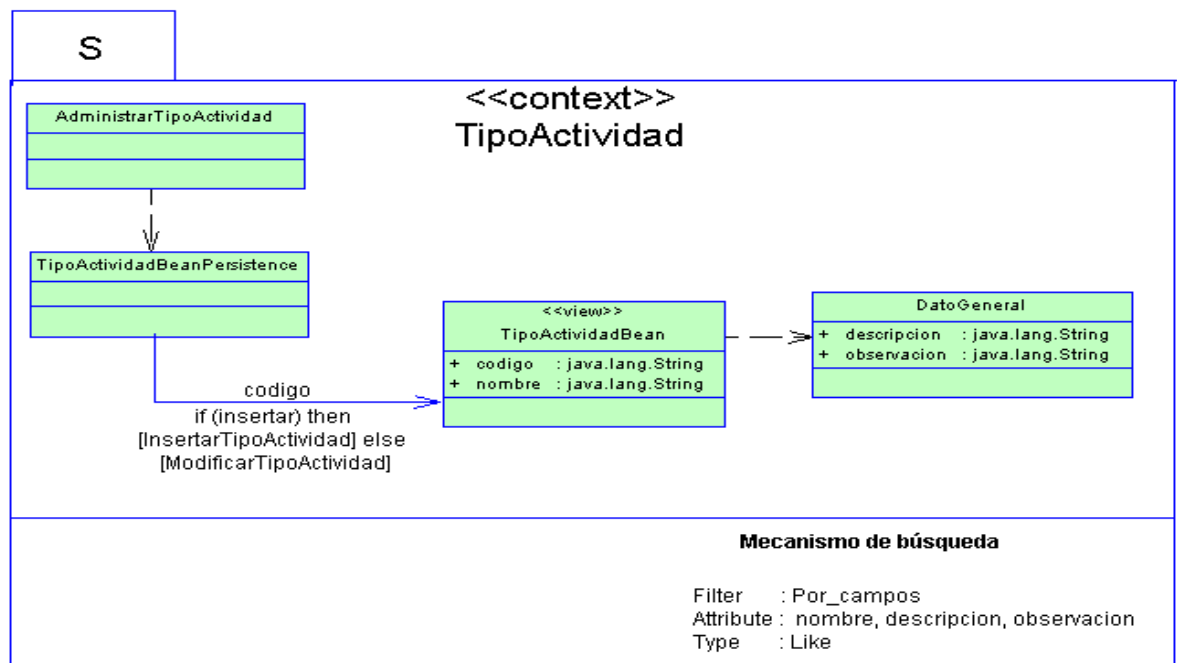 S
<<context>>
TipoActividad
AdministrarTipoActividad
TipoActividadBeanPersistence
<<view>>
TipoActividadBean
+ codigo : java.lang.String
+ nombre : java.lang.String
DatoGeneral
+ descripcion : java.lang.String
+ observacion : java.lang.String
codigo
if (insertar) then
[InsertarTipoActividad] else
[ModificarTipoActividad]
Mecanismo de búsqueda
Filter : Por_campos
Attribute : nombre, descripcion, observacion
Type : Like